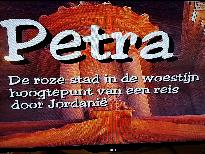 Petra
De roze stad in de woestijn
hoogtepunt van een reis
door Jordanië